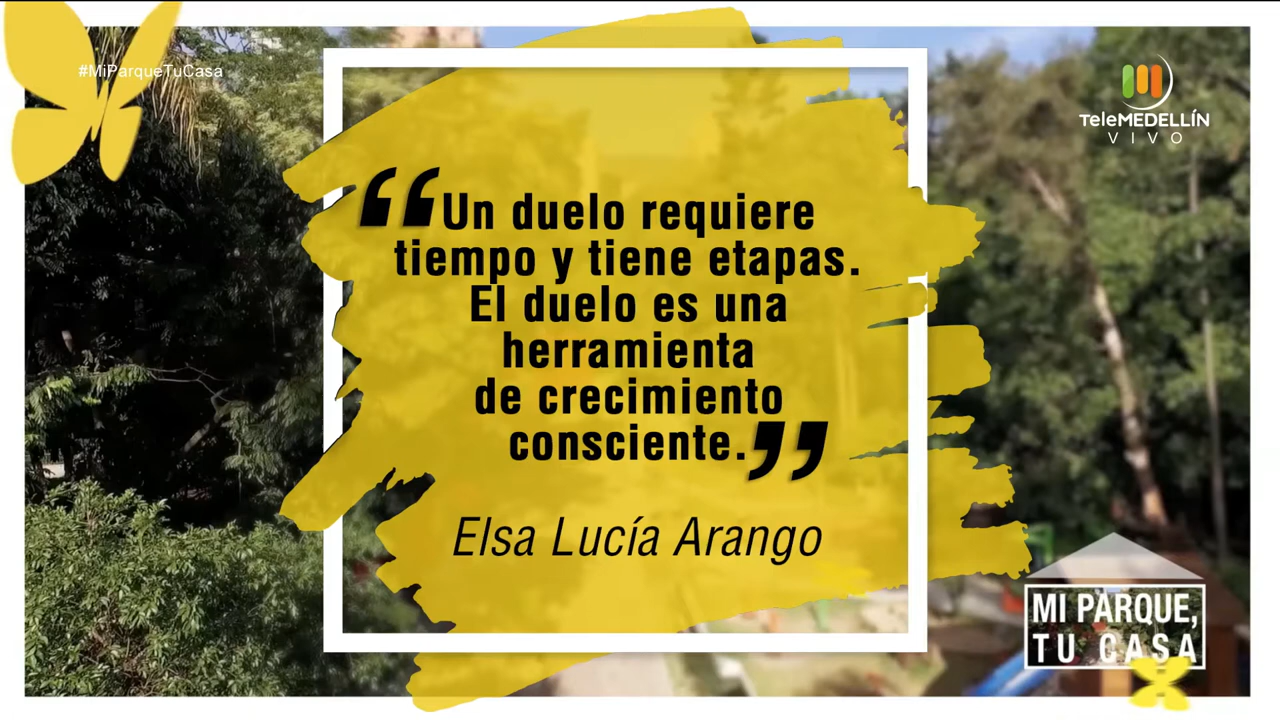 #MiParqueTuCasa
TeleMEDELLÍN
VIVO
“Un duelo requiere
tiempo y tiene etapas.
El duelo es una
herramienta
de crecimiento
consciente.”
Elsa Lucía Arango
MI PARQUE,
TU CASA